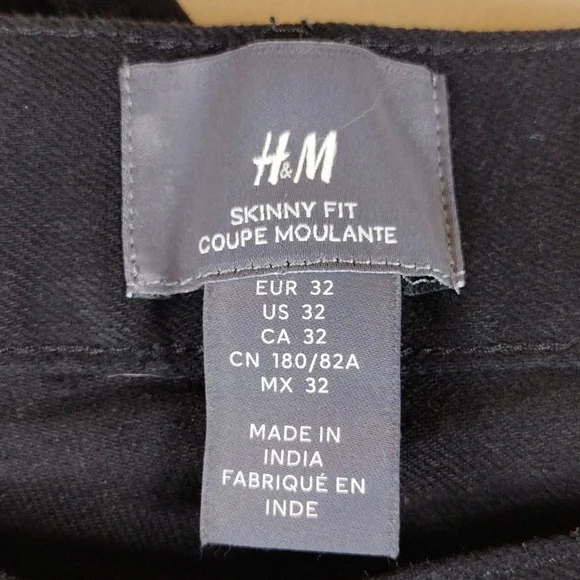 H&M
SKINNY FIT
COUPE MOULANTE
EUR 32
US 32
CA 32
CN 180/82A
MX 32
MADE IN
INDIA
FABRIQUÉ EN
INDE